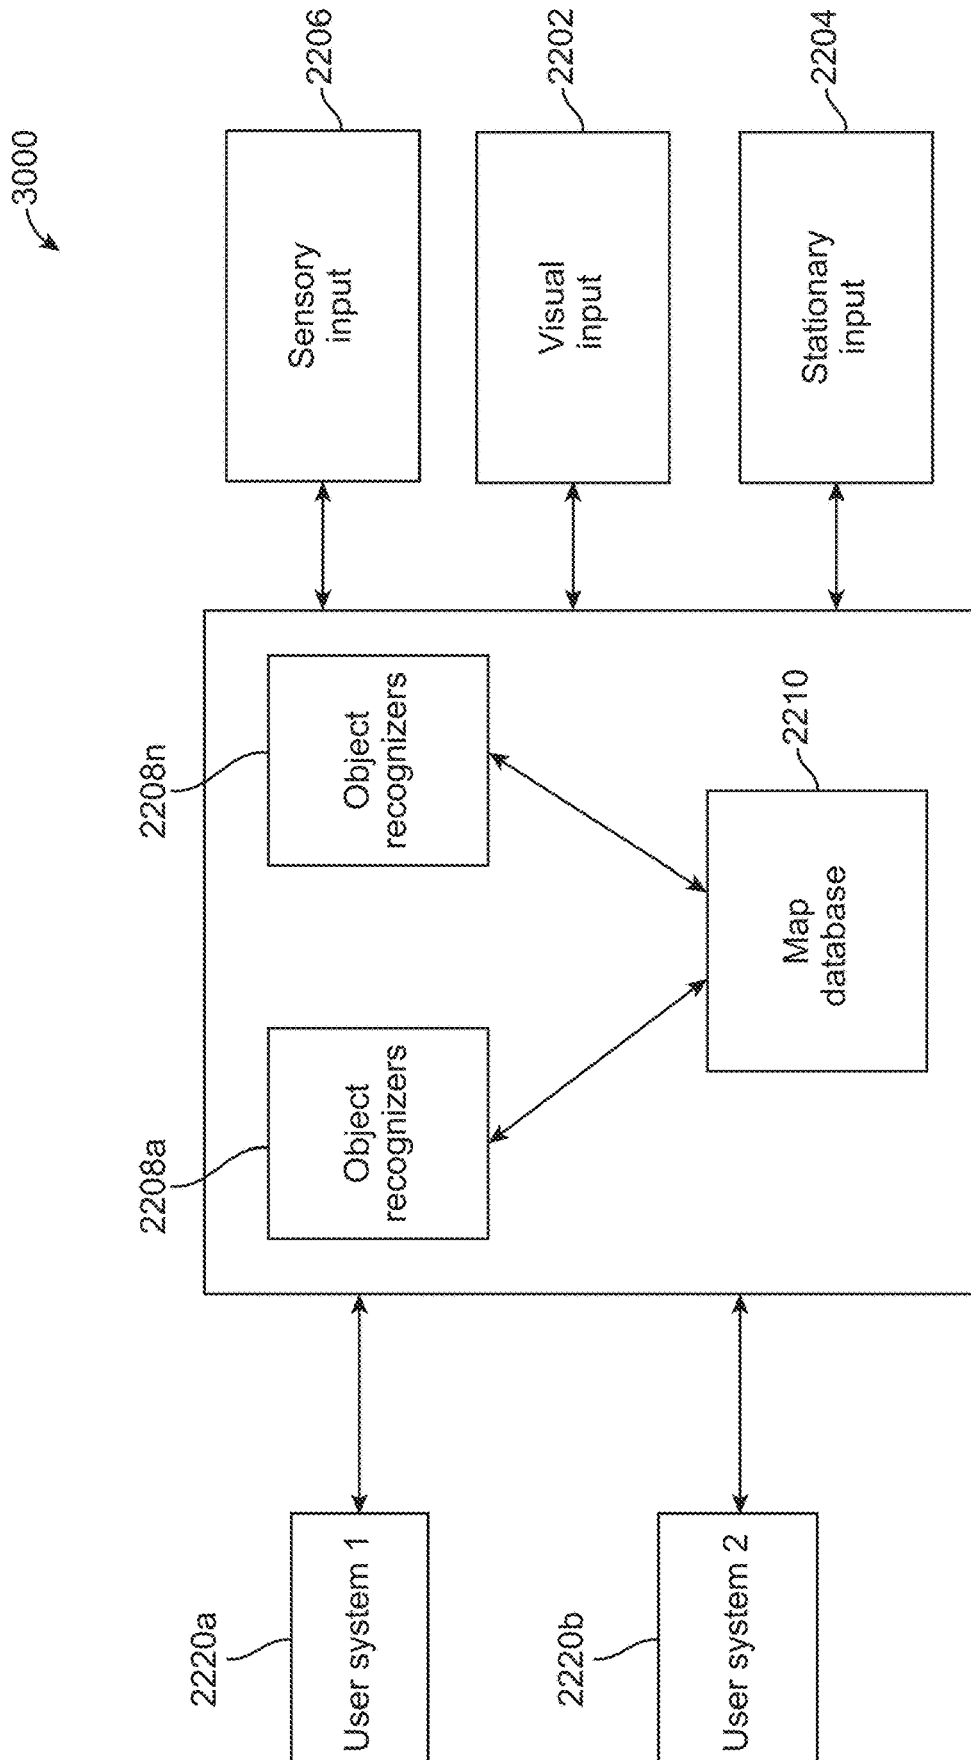 3000
2206
Sensory
input
2202
Visual
input
2204
Stationary
input
2208n
Object
recognizers
2210
Map
database
2208a
Object
recognizers
2220a
User system 1
2220b
User system 2